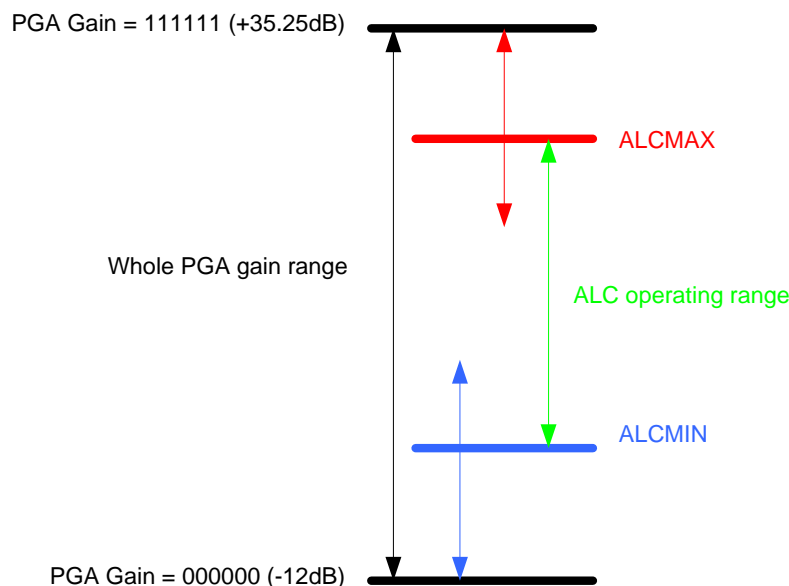 PGA Gain = 111111 (+35.25dB)
ALCMAX
Whole PGA gain range
ALC operating range
ALCMIN
PGA Gain = 000000 (-12dB)